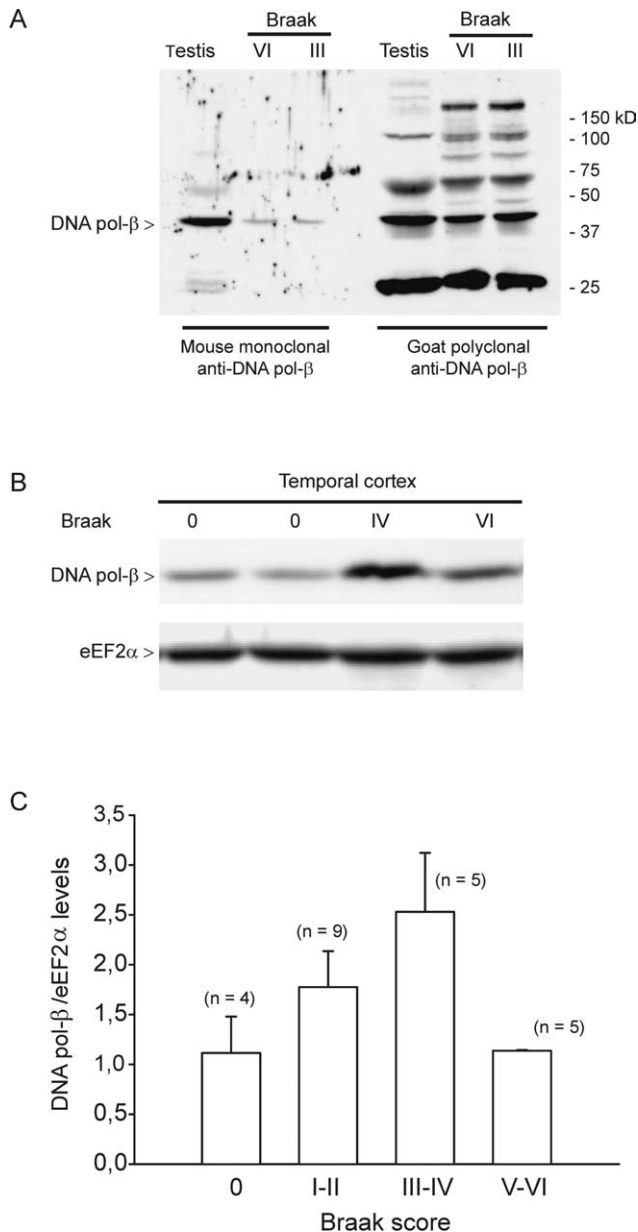 A
Braak
Testis VI III
Braak
Testis VI III
DNA pol-β >
- 150 kD
- 100
- 75
- 50
- 37
- 25
Mouse monoclonal
anti-DNA pol-β
Goat polyclonal
anti-DNA pol-β
B
Temporal cortex
Braak 0 0 IV VI
DNA pol-β >
eEF2α >
C
DNA pol-β/eEF2α levels
3,5
3,0
2,5
2,0
1,5
1,0
0,5
0,0
(n = 4)
(n = 9)
(n = 5)
(n = 5)
0 I-II III-IV V-VI
Braak score